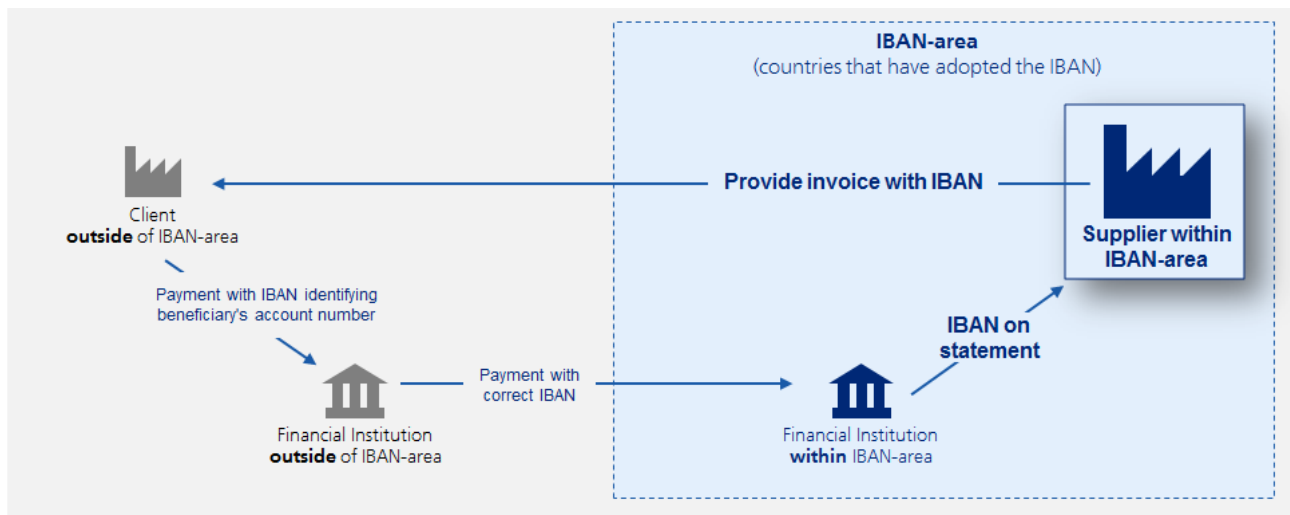 IBAN-area
(countries that have adopted the IBAN)
Provide invoice with IBAN
Supplier within
IBAN-area
Client
outside of IBAN-area
Payment with IBAN identifying
beneficiary's account number
IBAN on
statement
Payment with
correct IBAN
Financial Institution
outside of IBAN-area
Financial Institution
within IBAN-area